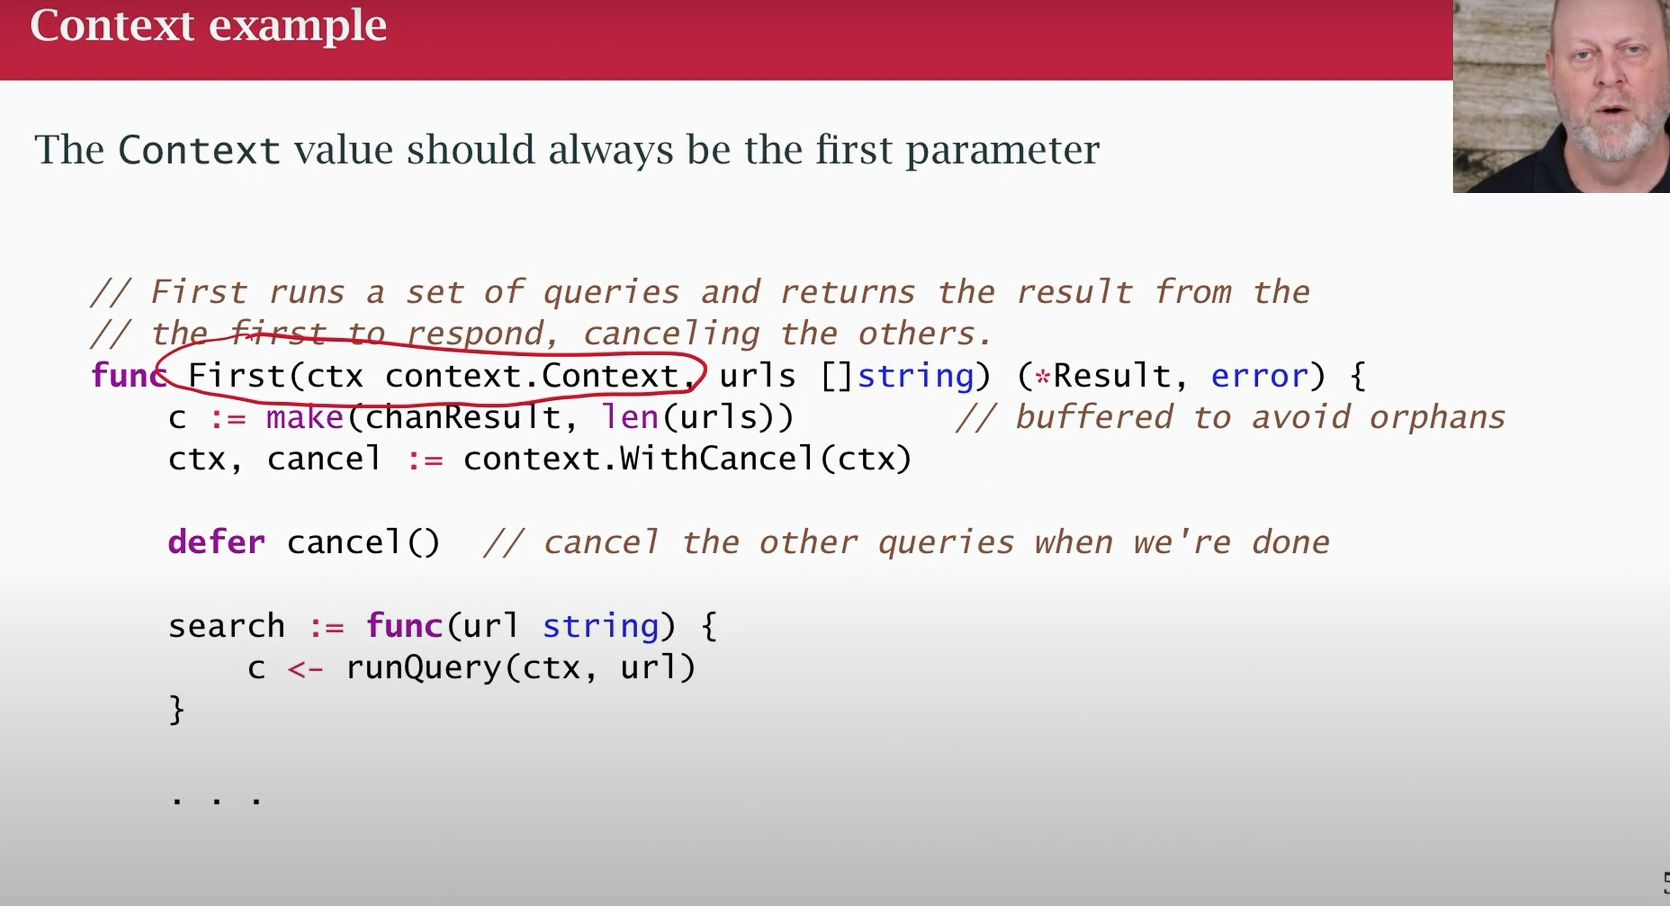 Context example
The Context value should always be the first parameter
// First runs a set of queries and returns the result from the
// the first to respond, canceling the others.
func First(ctx context.Context, urls []string) (*Result, error) {
c := make(chanResult, len(urls)) // buffered to avoid orphans
ctx, cancel := context.WithCancel(ctx)
defer cancel() // cancel the other queries when we're done
search := func(url string) {
c <- runQuery(ctx, url)
}
. . .